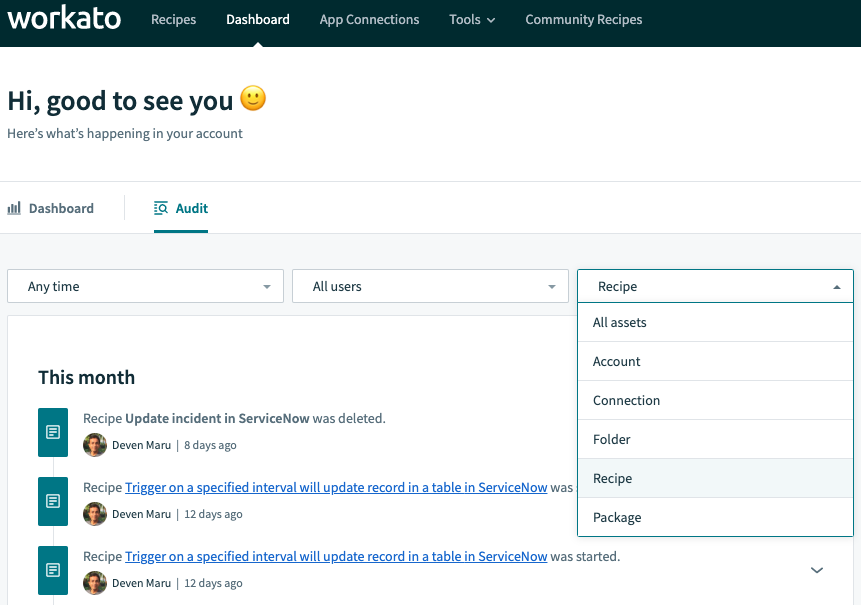 workato
Recipes Dashboard App Connections Tools Community Recipes
Hi, good to see you
Here's what's happening in your account
Dashboard Audit
Any time All users Recipe
All assets
Account
Connection
Folder
Recipe
Package
This month
Recipe Update incident in ServiceNow was deleted.
Deven Maru | 8 days ago
Recipe Trigger on a specified interval will update record in a table in ServiceNow was
Deven Maru | 12 days ago
Recipe Trigger on a specified interval will update record in a table in ServiceNow was started.
Deven Maru | 12 days ago